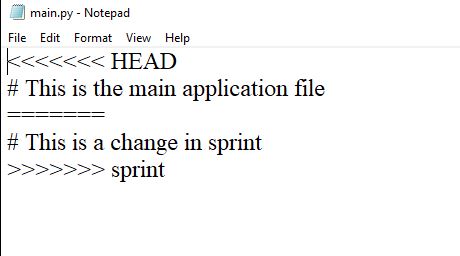 main.py - Notepad
File Edit Format View Help
<<<<<<< HEAD
# This is the main application file
=======
# This is a change in sprint
>>>>>>> sprint